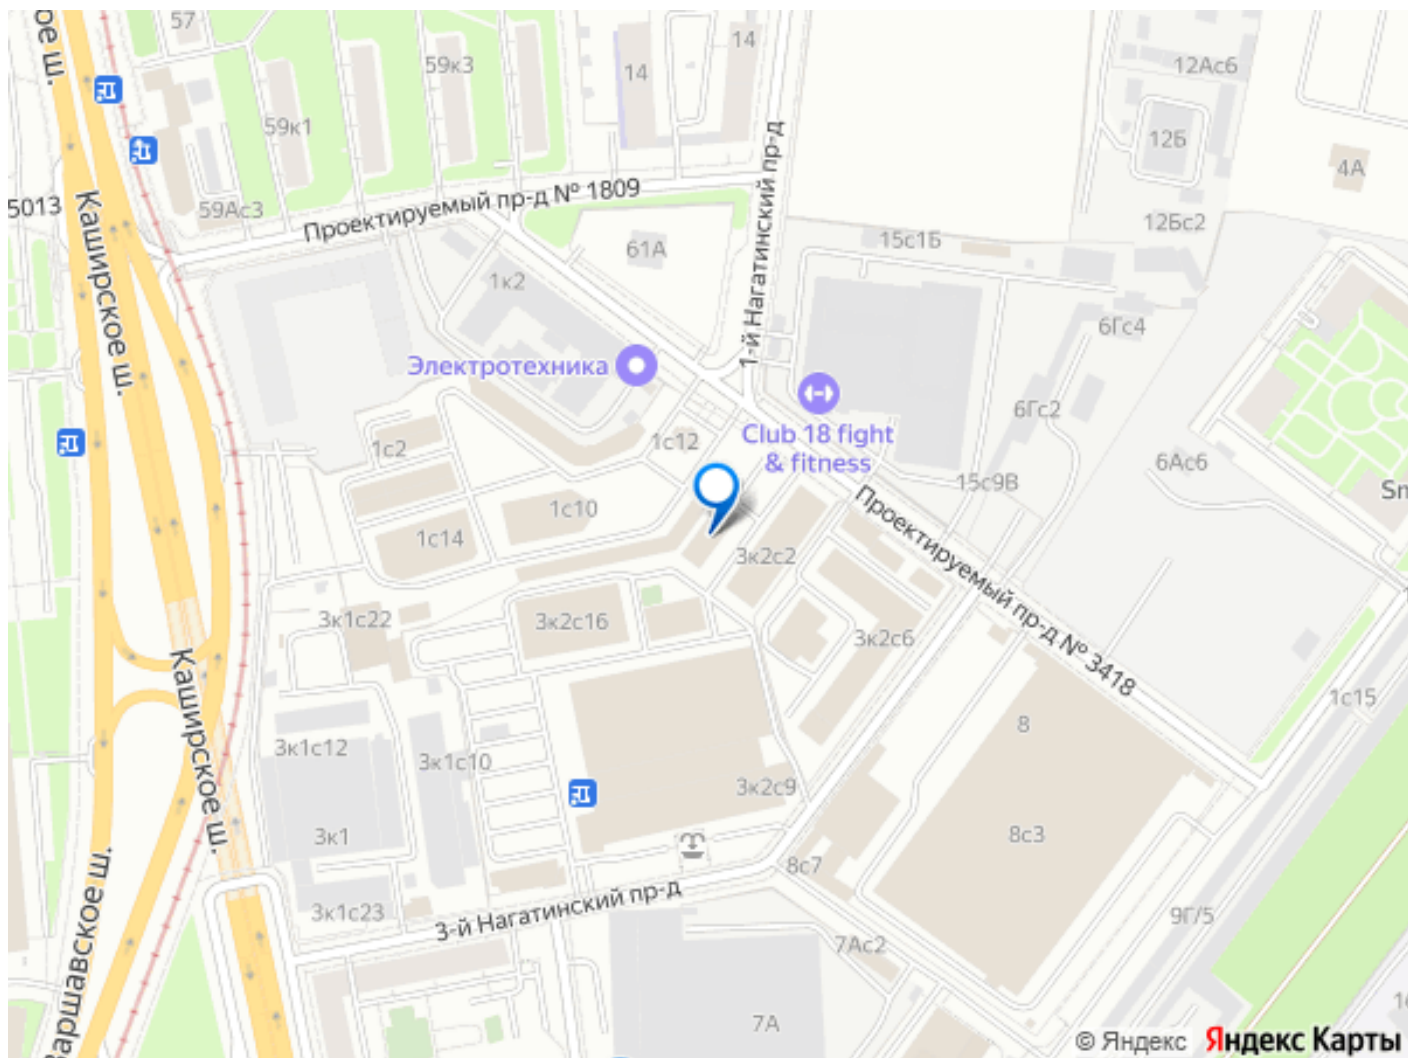 ое ш.
57
59к3
14
14
12Ас6
12Б
4А
59к1
1-й Нагатинский пр-д
5013
59Ас3
Проектируемый пр-д № 1809
12Бс2
Каширское ш.
61А
15с1Б
1к2
6Гс4
Электротехника
6Гс2
1с2
1с12
Club 18 fight
& fitness
6Ас6
15с9В
Sm
1с10
1с14
3к2с2
Проектируемый пр-д № 3418
3к1с22
3к2с16
3к2с6
Каширское ш.
1с15
8
3к1с12
3к1с10
3к2с9
3к1
8с3
8с7
3к1с23
3-й Нагатинский пр-д
9Г/5
7Ас2
Варшавское ш.
7А
16
© Яндекс Яндекс Карты